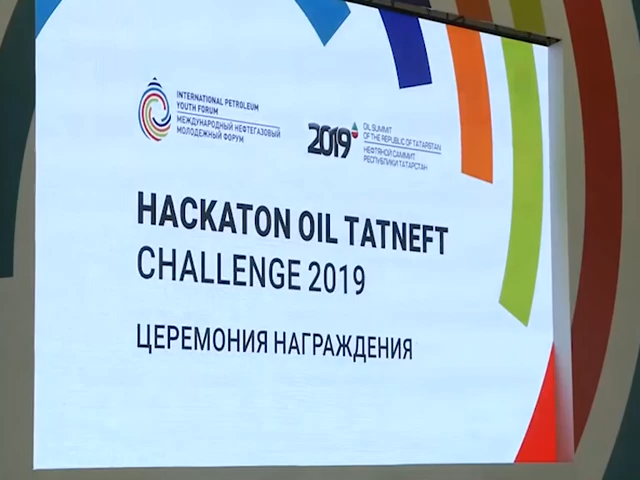 INTERNATIONAL PETROLEUM
YOUTH FORUM
МЕЖДУНАРОДНЫЙ НЕФТЕГАЗОВЫЙ
МОЛОДЕЖНЫЙ ФОРУМ
2019
OIL SUMMIT
OF THE REPUBLIC OF TATARSTAN
НЕФТЯНОЙ САММИТ
РЕСПУБЛИКИ ТАТАРСТАН
HACKATON OIL TATNEFT
CHALLENGE 2019
ЦЕРЕМОНИЯ НАГРАЖДЕНИЯ